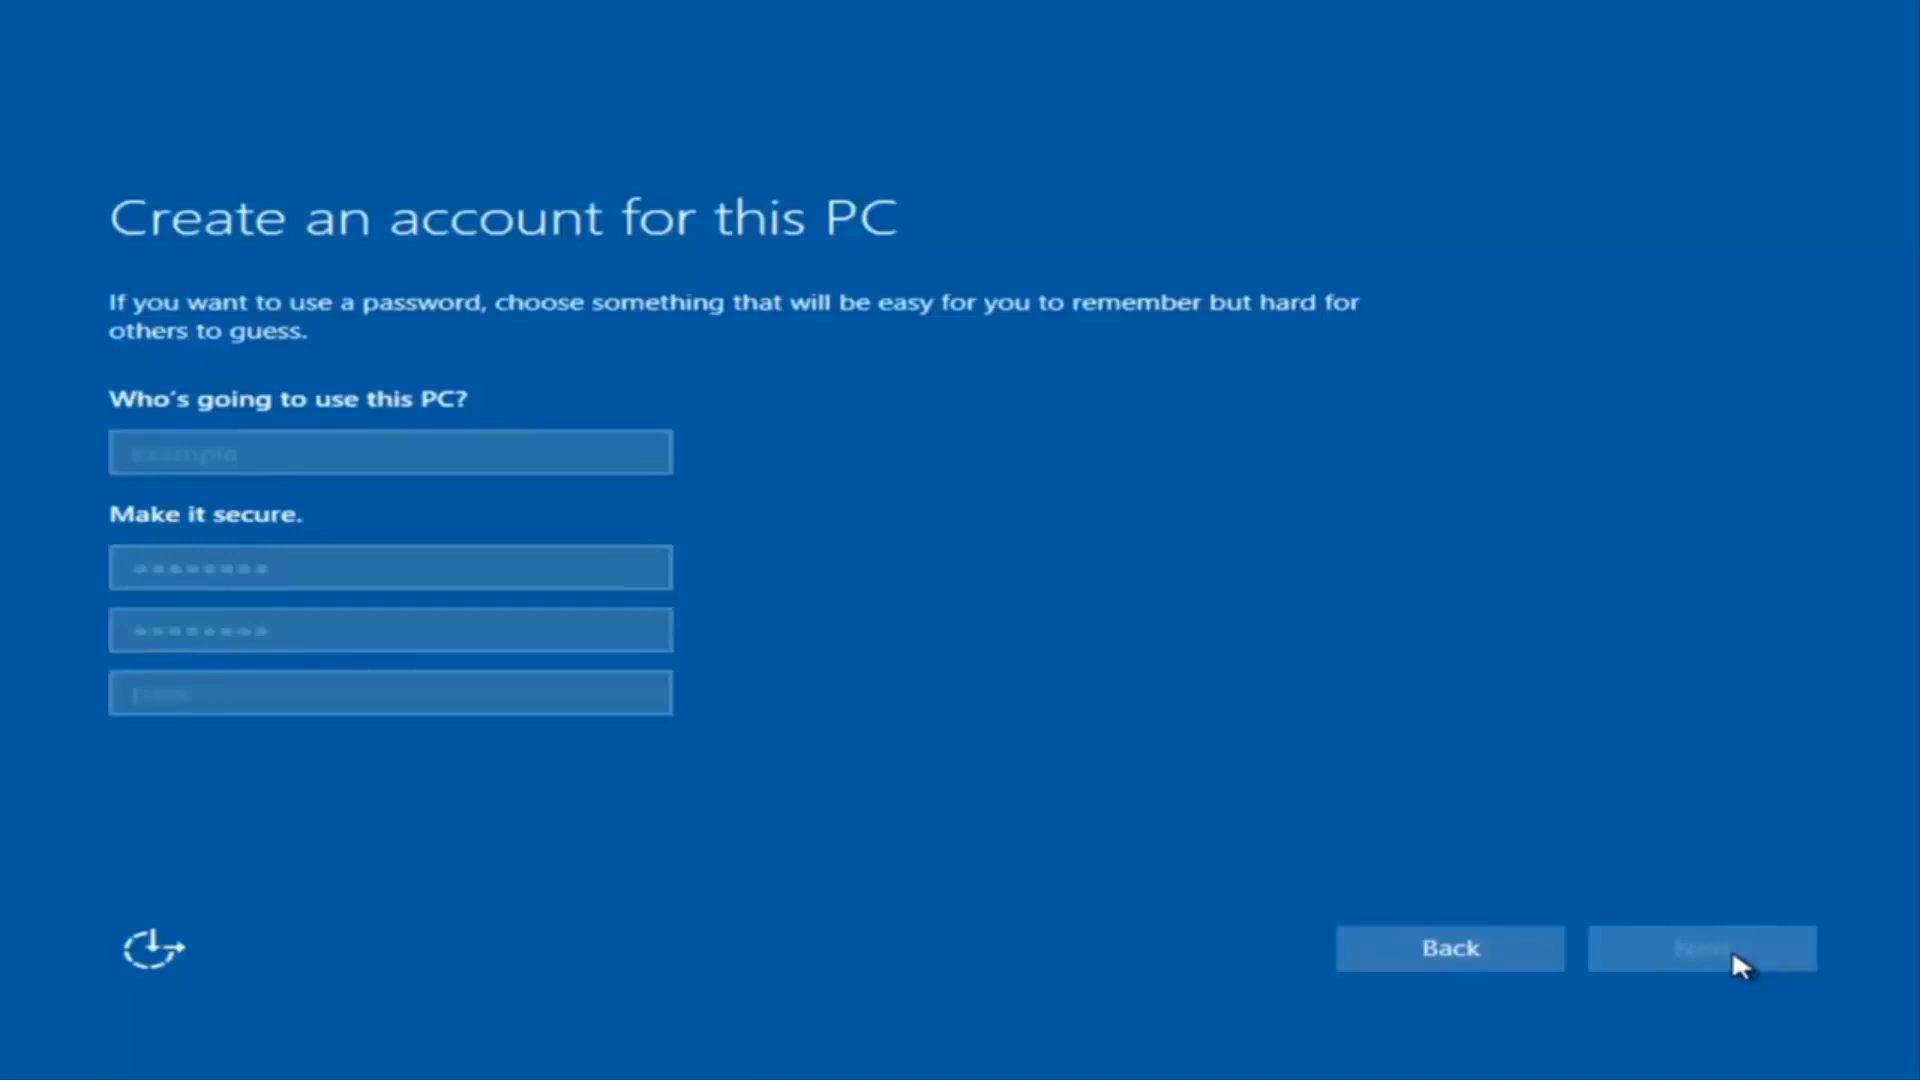 Create an account for this PC
If you want to use a password, choose something that will be easy for you to remember but hard for
others to guess.
Who's going to use this PC?
example
Make it secure.
••••••••
••••••••
Back
Next